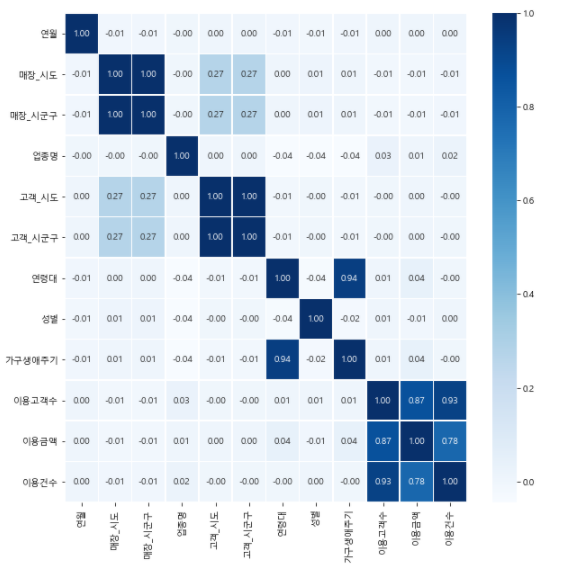 연월 1.00 -0.01 -0.01 -0.00 0.00 0.00 -0.01 -0.01 -0.01 0.00 0.00 0.00
매장_시도 -0.01 1.00 1.00 -0.00 0.27 0.27 0.00 0.01 0.01 -0.01 -0.01 -0.01
매장_시군구 -0.01 1.00 1.00 -0.00 0.27 0.27 0.00 0.01 0.01 -0.01 -0.01 -0.01
업종명 -0.00 -0.00 -0.00 1.00 0.00 0.00 -0.04 -0.04 -0.04 0.03 0.01 0.02
고객_시도 0.00 0.27 0.27 0.00 1.00 1.00 -0.01 -0.00 -0.01 -0.00 0.00 -0.00
고객_시군구 0.00 0.27 0.27 0.00 1.00 1.00 -0.01 -0.00 -0.01 -0.00 0.00 0.00
연령대 -0.01 0.00 0.00 -0.04 -0.01 -0.01 1.00 -0.04 0.94 0.01 0.04 -0.00
성별 -0.01 0.01 0.01 -0.04 -0.00 -0.00 -0.04 1.00 -0.02 0.01 -0.01 0.00
가구생애주기 -0.01 0.01 0.01 -0.04 -0.01 -0.01 0.94 -0.02 1.00 0.01 0.04 -0.00
이용고객수 0.00 -0.01 -0.01 0.03 -0.00 -0.00 0.01 0.01 0.01 1.00 0.87 0.93
이용금액 0.00 -0.01 -0.01 0.01 0.00 0.00 0.04 -0.01 0.04 0.87 1.00 0.78
이용건수 0.00 -0.01 -0.01 0.02 -0.00 0.00 -0.00 0.00 -0.00 0.93 0.78 1.00
연월 매장_시도 매장_시군구 업종명 고객_시도 고객_시군구 연령대 성별 가구생애주기 이용고객수 이용금액 이용건수
1.0
0.8
0.6
0.4
0.2
0.0